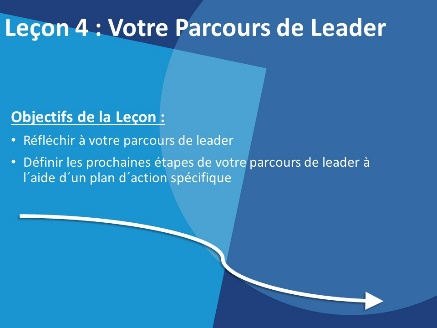 Leçon 4 : Votre Parcours de Leader
Objectifs de la Leçon :
• Réfléchir à votre parcours de leader
• Définir les prochaines étapes de votre parcours de leader à
l´aide d´un plan d´action spécifique